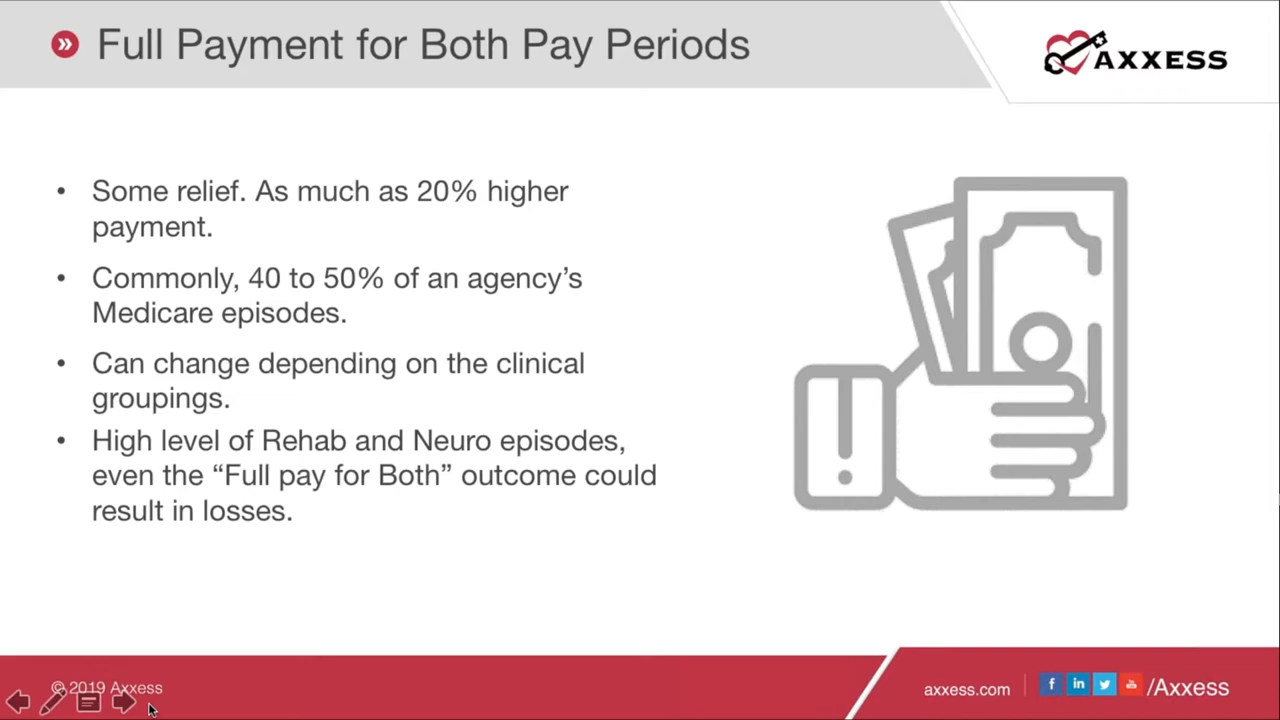 Full Payment for Both Pay Periods
AXXESS
• Some relief. As much as 20% higher
payment.
• Commonly, 40 to 50% of an agency’s
Medicare episodes.
• Can change depending on the clinical
groupings.
• High level of Rehab and Neuro episodes,
even the “Full pay for Both” outcome could
result in losses.
© 2019 Axxess
axxess.com
/Axxess